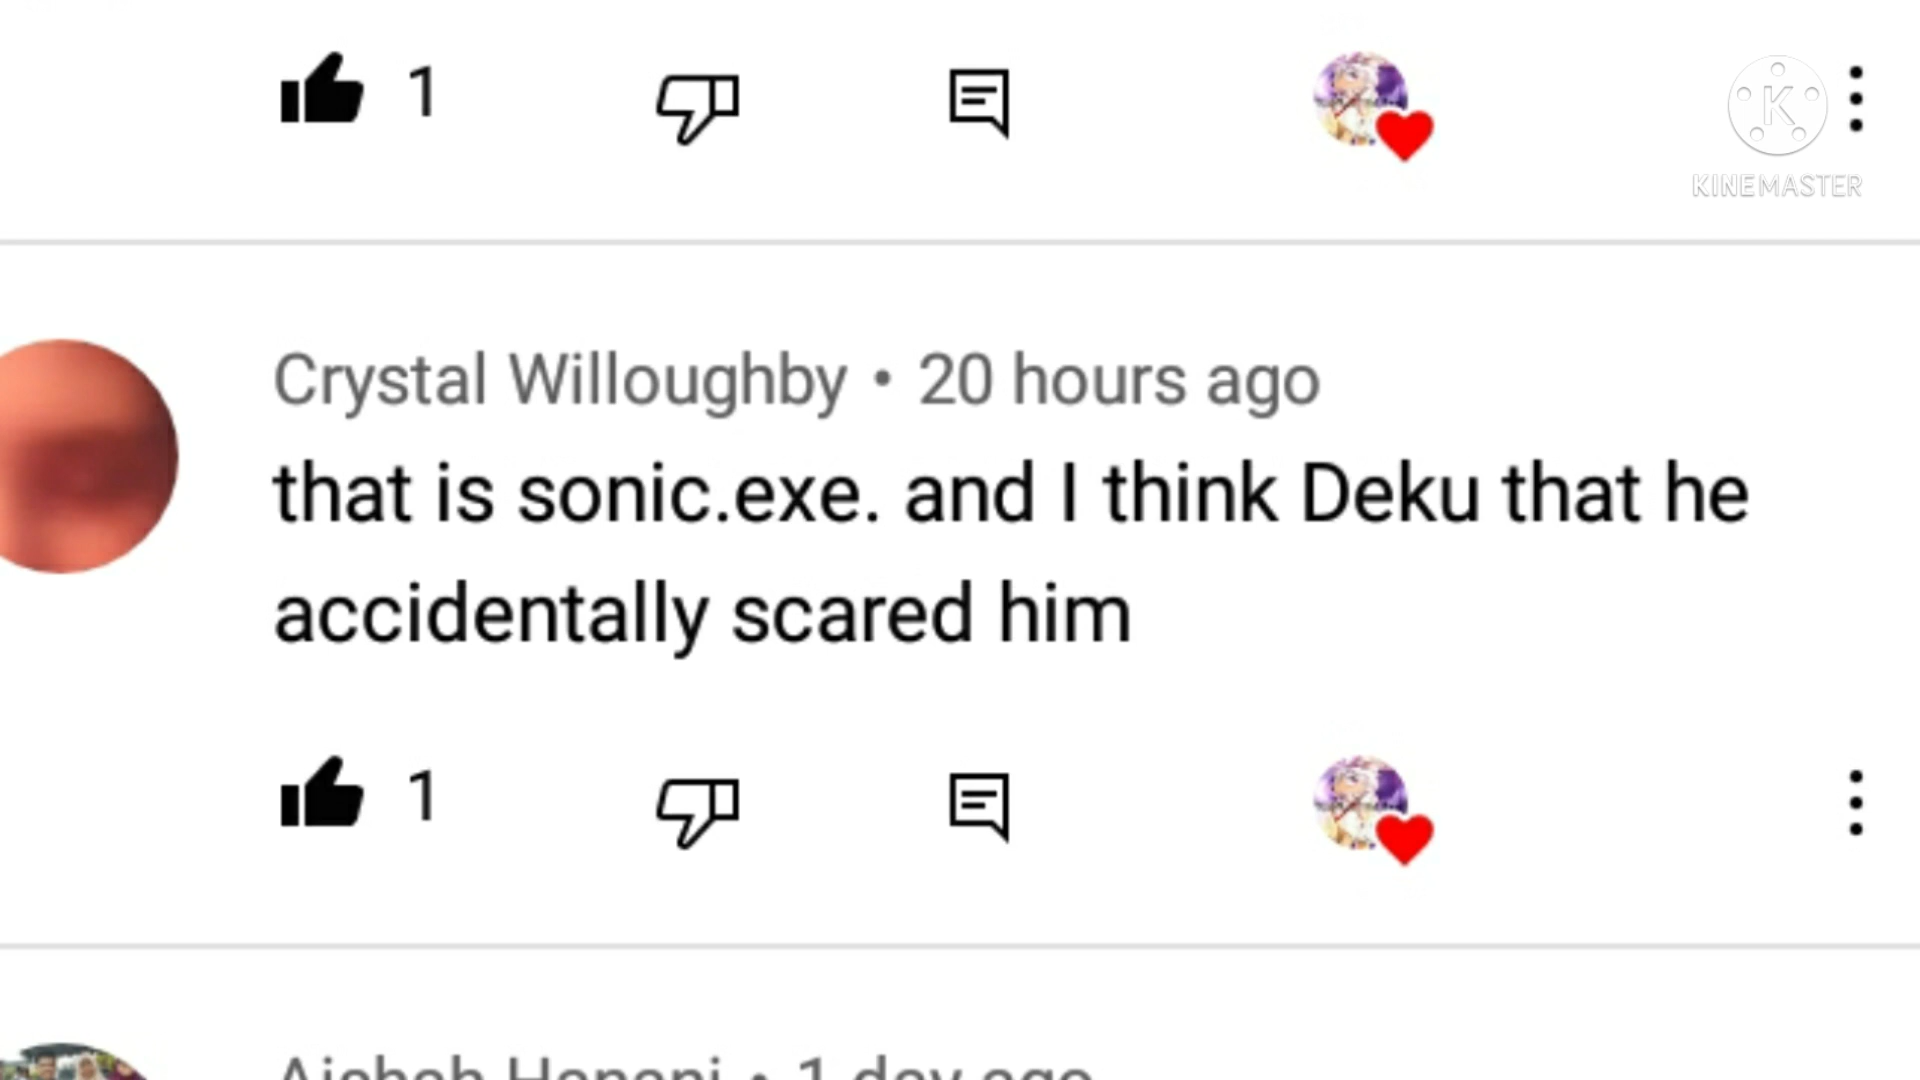 1
K
KINEMASTER
Crystal Willoughby • 20 hours ago
that is sonic.exe. and I think Deku that he
accidentally scared him
1
Aishah Hanani • 1 day ago